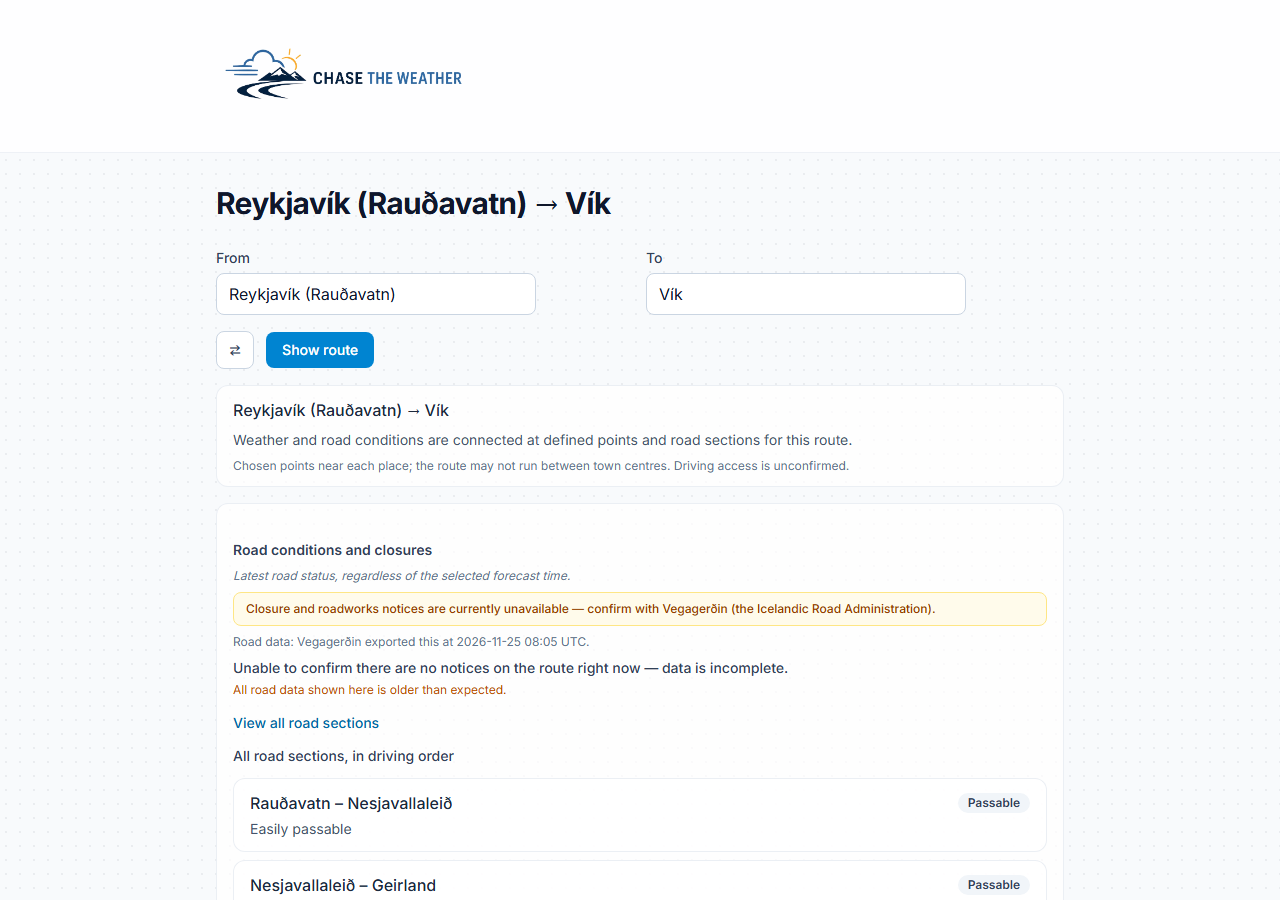 CHASE THE WEATHER
Reykjavík (Rauðavatn) → Vík
From
To
Reykjavík (Rauðavatn)
Vík
⇄
Show route
Reykjavík (Rauðavatn) → Vík
Weather and road conditions are connected at defined points and road sections for this route.
Chosen points near each place; the route may not run between town centres. Driving access is unconfirmed.
Road conditions and closures
Latest road status, regardless of the selected forecast time.
Closure and roadworks notices are currently unavailable — confirm with Vegagerðin (the Icelandic Road Administration).
Road data: Vegagerðin exported this at 2026-11-25 08:05 UTC.
Unable to confirm there are no notices on the route right now — data is incomplete.
All road data shown here is older than expected.
View all road sections
All road sections, in driving order
Rauðavatn – Nesjavallaleið
Passable
Easily passable
Nesjavallaleið – Geirland
Passable